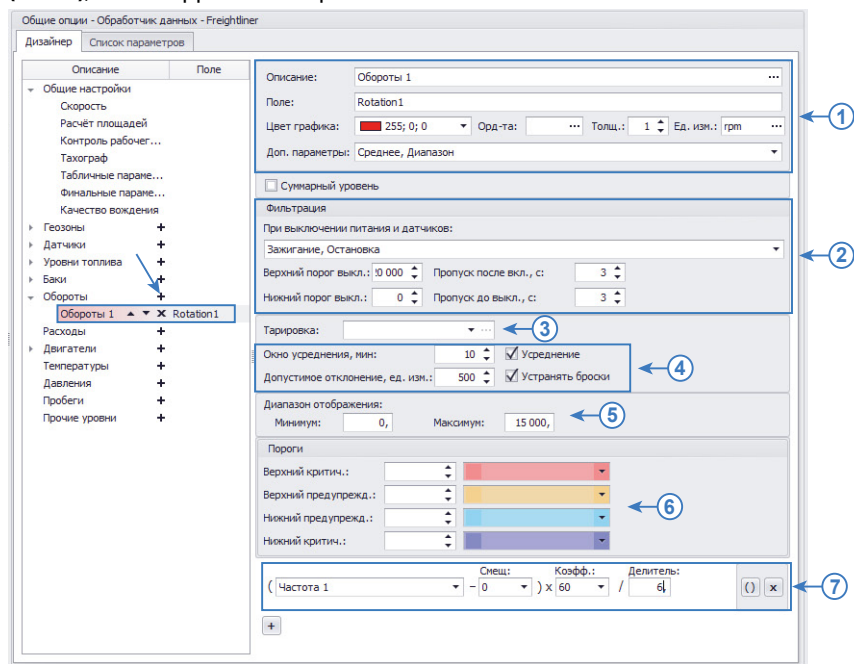 Общие опции - Обработчик данных - Freightliner
Дизайнер Список параметров
Описание Поле
Общие настройки
Скорость
Расчёт площадей
Контроль рабочег...
Тахограф
Табличные параме...
Финальные параме...
Качество вождения
Геозоны +
Датчики +
Уровни топлива +
Баки +
Обороты +
Обороты 1 Rotation1
Расходы +
Двигатели +
Температуры +
Давления +
Пробеги +
Прочие уровни +
Описание: Обороты 1 ...
Поле: Rotation1
Цвет графика: 255; 0; 0 Орд-та: ... Толщ.: 1 Ед. изм.: rpm ...
Доп. параметры: Среднее, Диапазон
1
Суммарный уровень
Фильтрация
При выключении питания и датчиков:
Зажигание, Остановка
Верхний порог выкл.: 0 000 Пропуск после вкл., с: 3
Нижний порог выкл.: 0 Пропуск до выкл., с: 3
2
Тарировка: ...
3
Окно усреднения, мин: 10 Усреднение
Допустимое отклонение, ед. изм.: 500 Устранять броски
4
Диапазон отображения:
Минимум: 0, Максимум: 15 000,
5
Пороги
Верхний критич.:
Верхний предупрежд.:
Нижний предупрежд.:
Нижний критич.:
6
Смещ.: Коэфф.: Делитель:
( Частота 1 − 0 ) x 60 / 6, () x
7
+